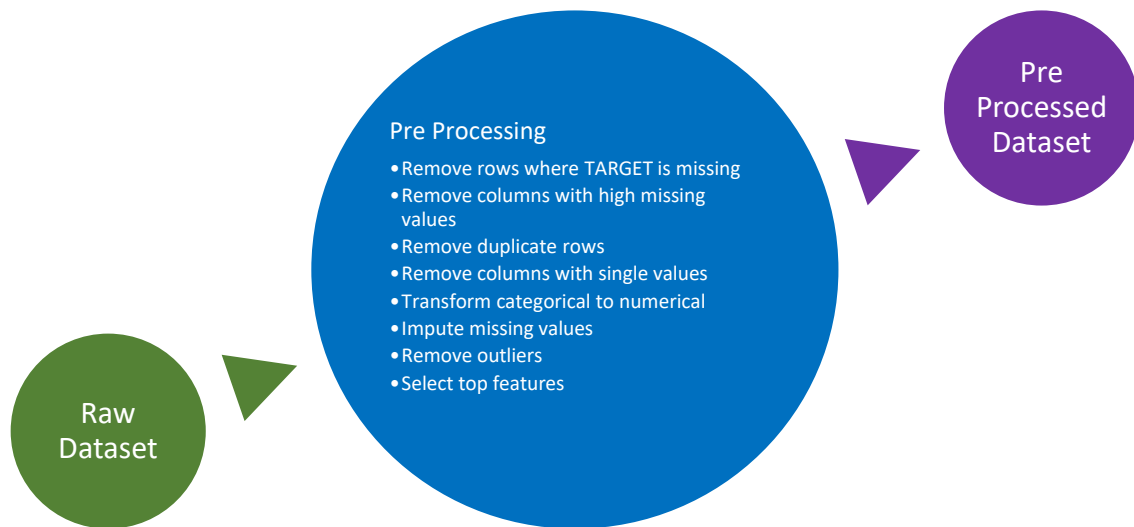 Raw
Dataset
Pre Processing
•Remove rows where TARGET is missing
•Remove columns with high missing
values
•Remove duplicate rows
•Remove columns with single values
•Transform categorical to numerical
•Impute missing values
•Remove outliers
•Select top features
Pre
Processed
Dataset